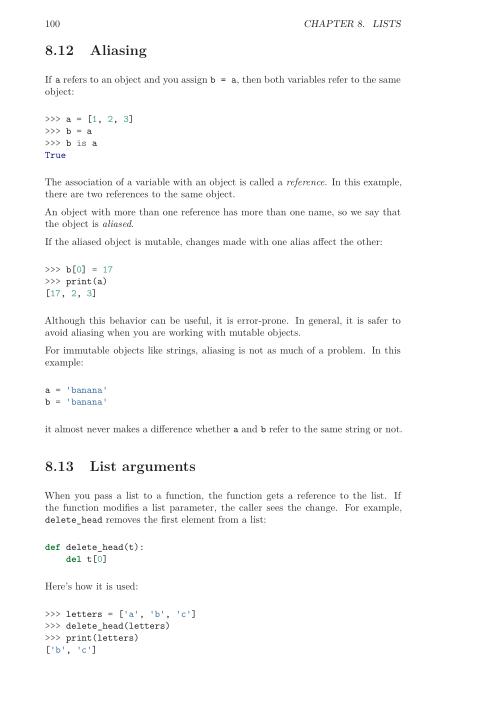 100 CHAPTER 8. LISTS
8.12 Aliasing
If a refers to an object and you assign b = a, then both variables refer to the same
object:
>>> a = [1, 2, 3]
>>> b = a
>>> b is a
True
The association of a variable with an object is called a reference. In this example,
there are two references to the same object.
An object with more than one reference has more than one name, so we say that
the object is aliased.
If the aliased object is mutable, changes made with one alias affect the other:
>>> b[0] = 17
>>> print(a)
[17, 2, 3]
Although this behavior can be useful, it is error-prone. In general, it is safer to
avoid aliasing when you are working with mutable objects.
For immutable objects like strings, aliasing is not as much of a problem. In this
example:
a = 'banana'
b = 'banana'
it almost never makes a difference whether a and b refer to the same string or not.
8.13 List arguments
When you pass a list to a function, the function gets a reference to the list. If
the function modifies a list parameter, the caller sees the change. For example,
delete_head removes the first element from a list:
def delete_head(t):
    del t[0]
Here's how it is used:
>>> letters = ['a', 'b', 'c']
>>> delete_head(letters)
>>> print(letters)
['b', 'c']